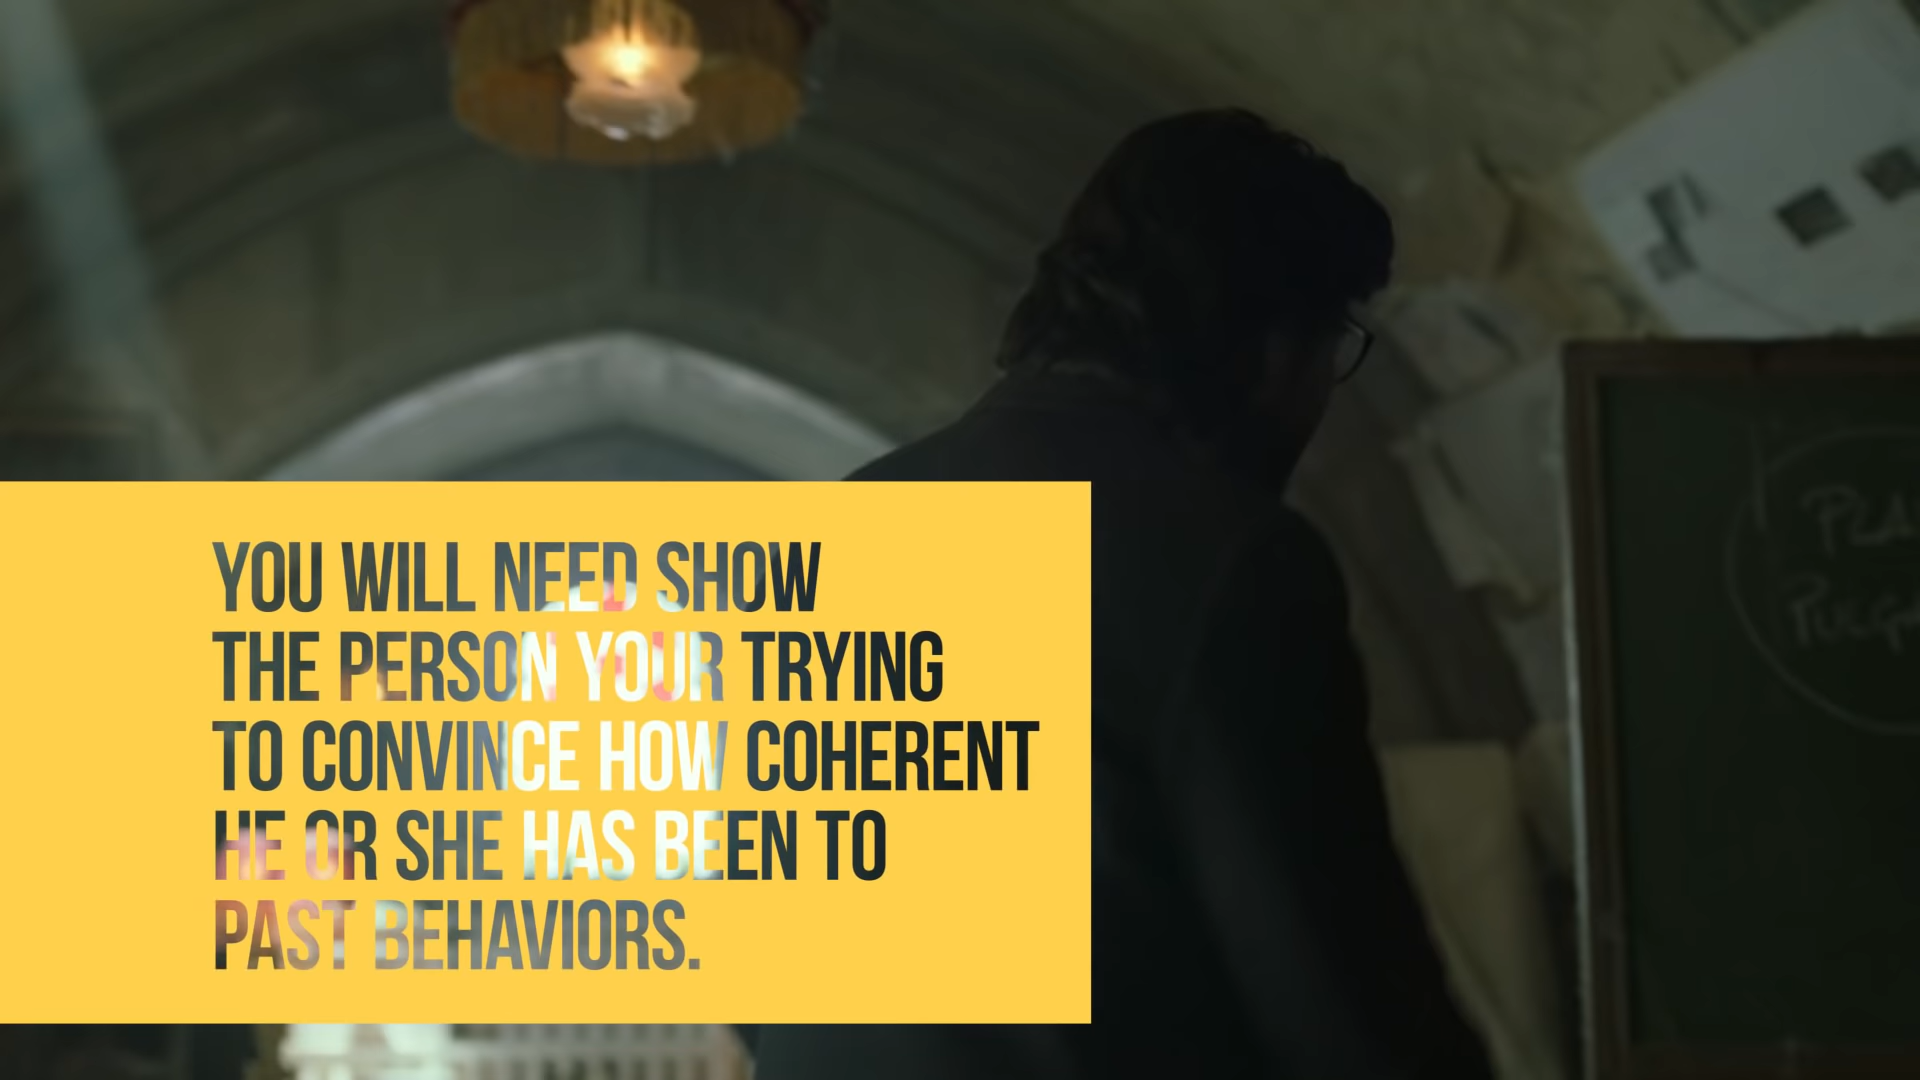 YOU WILL NEED SHOW
THE PERSON YOUR TRYING
TO CONVINCE HOW COHERENT
HE OR SHE HAS BEEN TO
PAST BEHAVIORS.